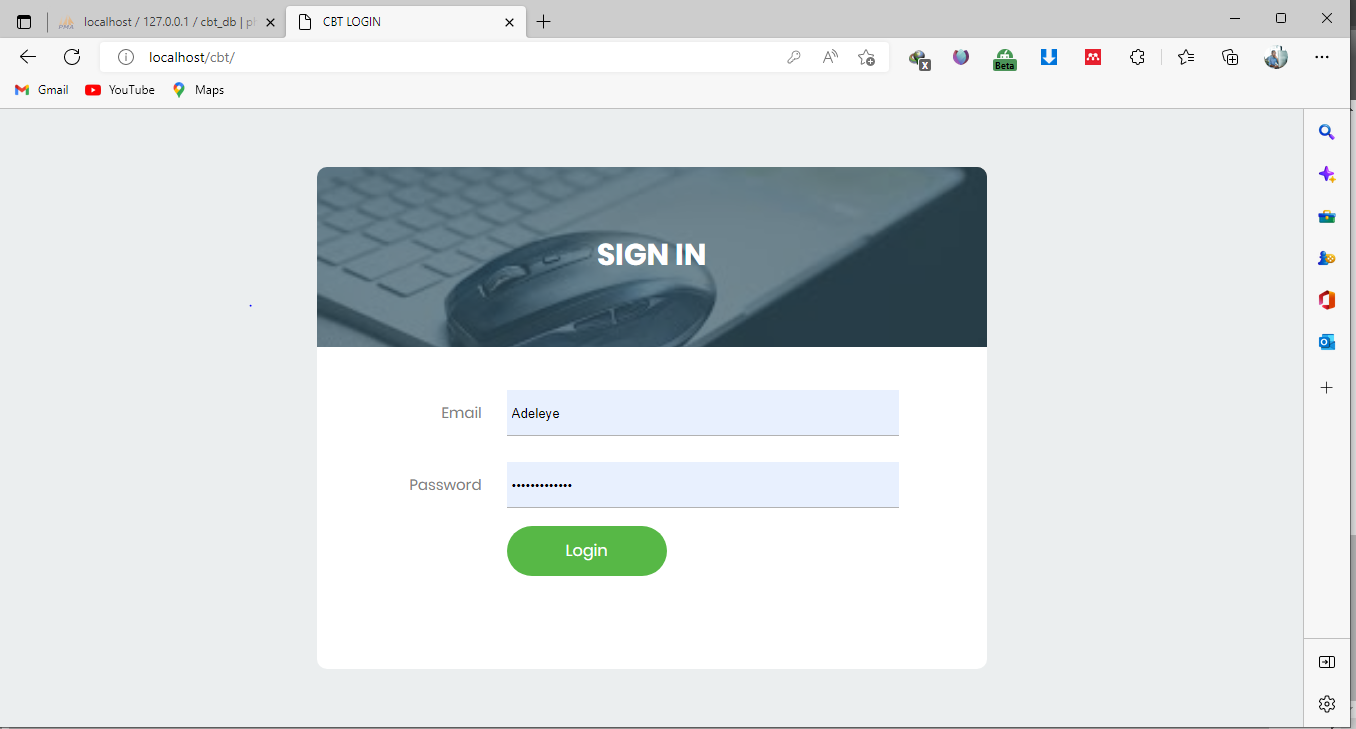 localhost / 127.0.0.1 / cbt_db | ph
CBT LOGIN
localhost/cbt/
Gmail
YouTube
Maps
Beta
SIGN IN
Email
Adeleye
Password
•••••••••••••
Login